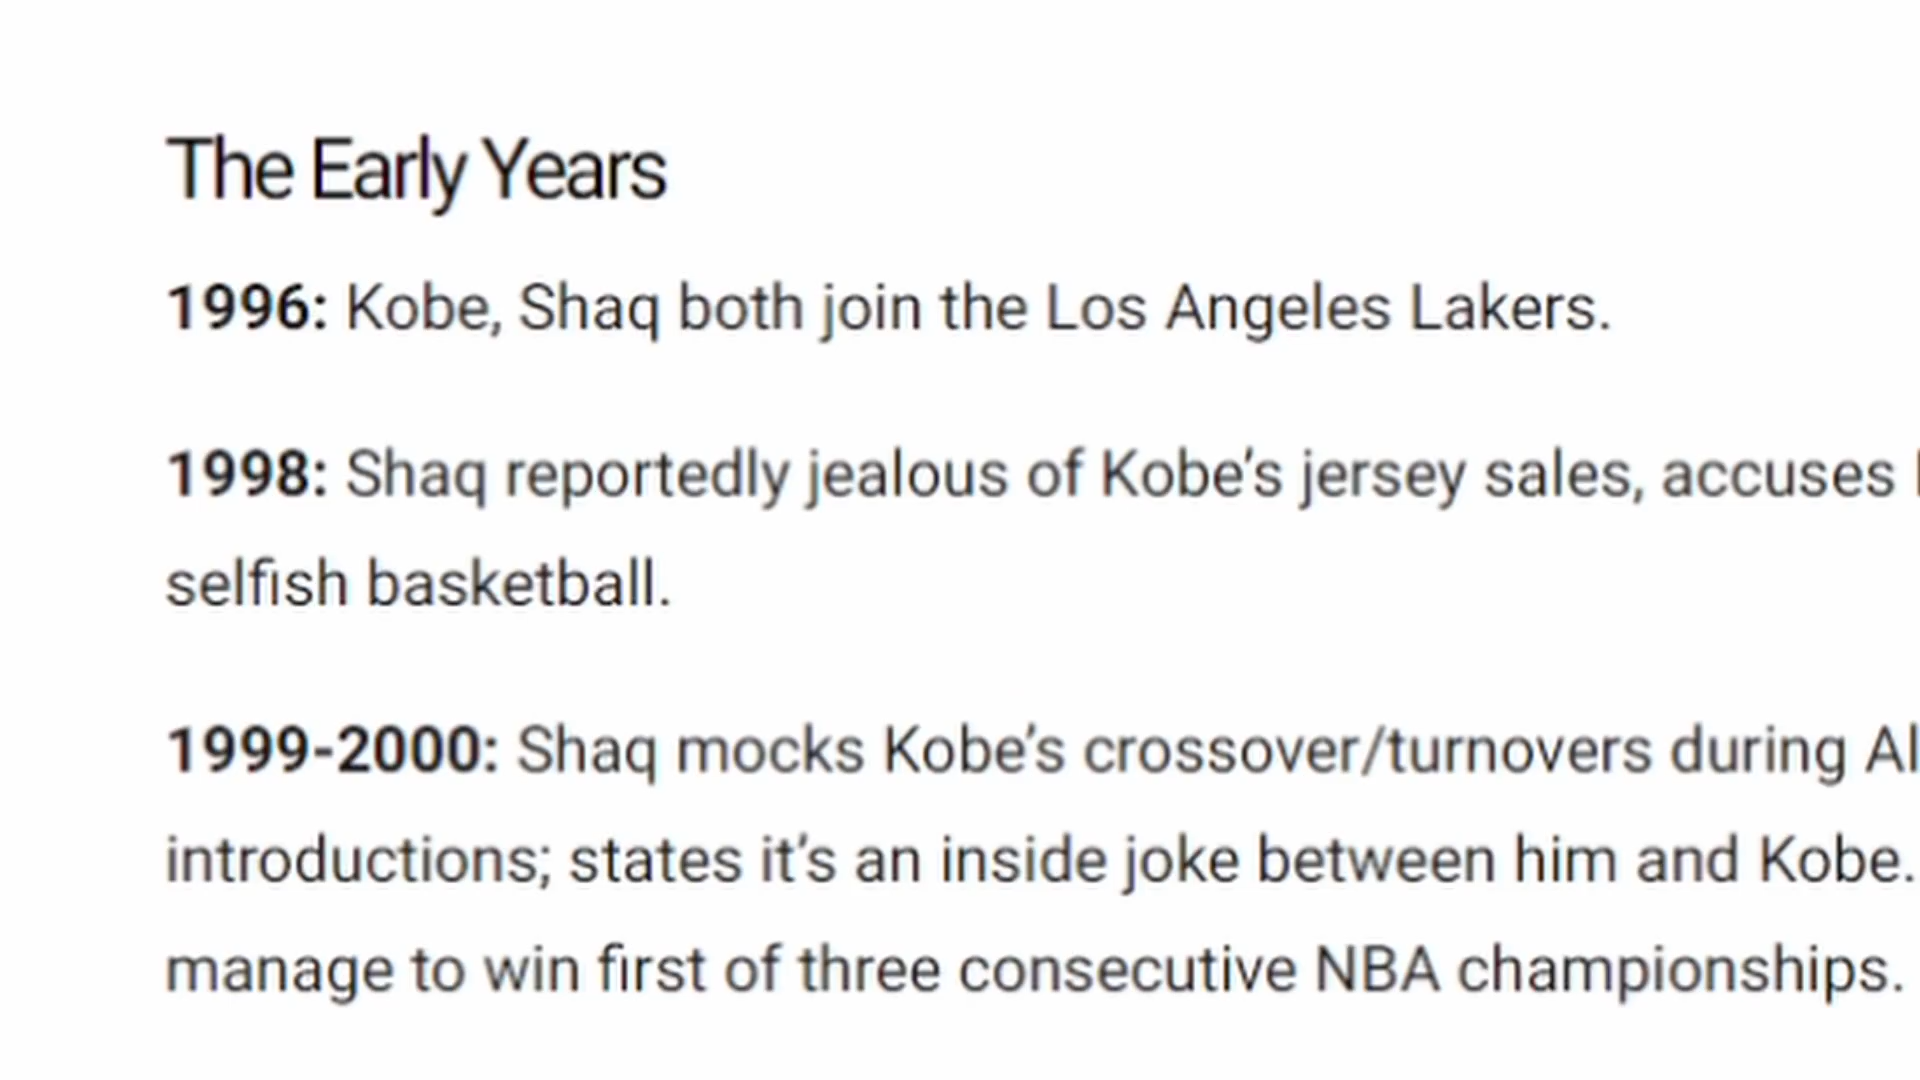 The Early Years
1996: Kobe, Shaq both join the Los Angeles Lakers.
1998: Shaq reportedly jealous of Kobe’s jersey sales, accuses
selfish basketball.
1999-2000: Shaq mocks Kobe’s crossover/turnovers during
introductions; states it’s an inside joke between him and Kobe.
manage to win first of three consecutive NBA championships.